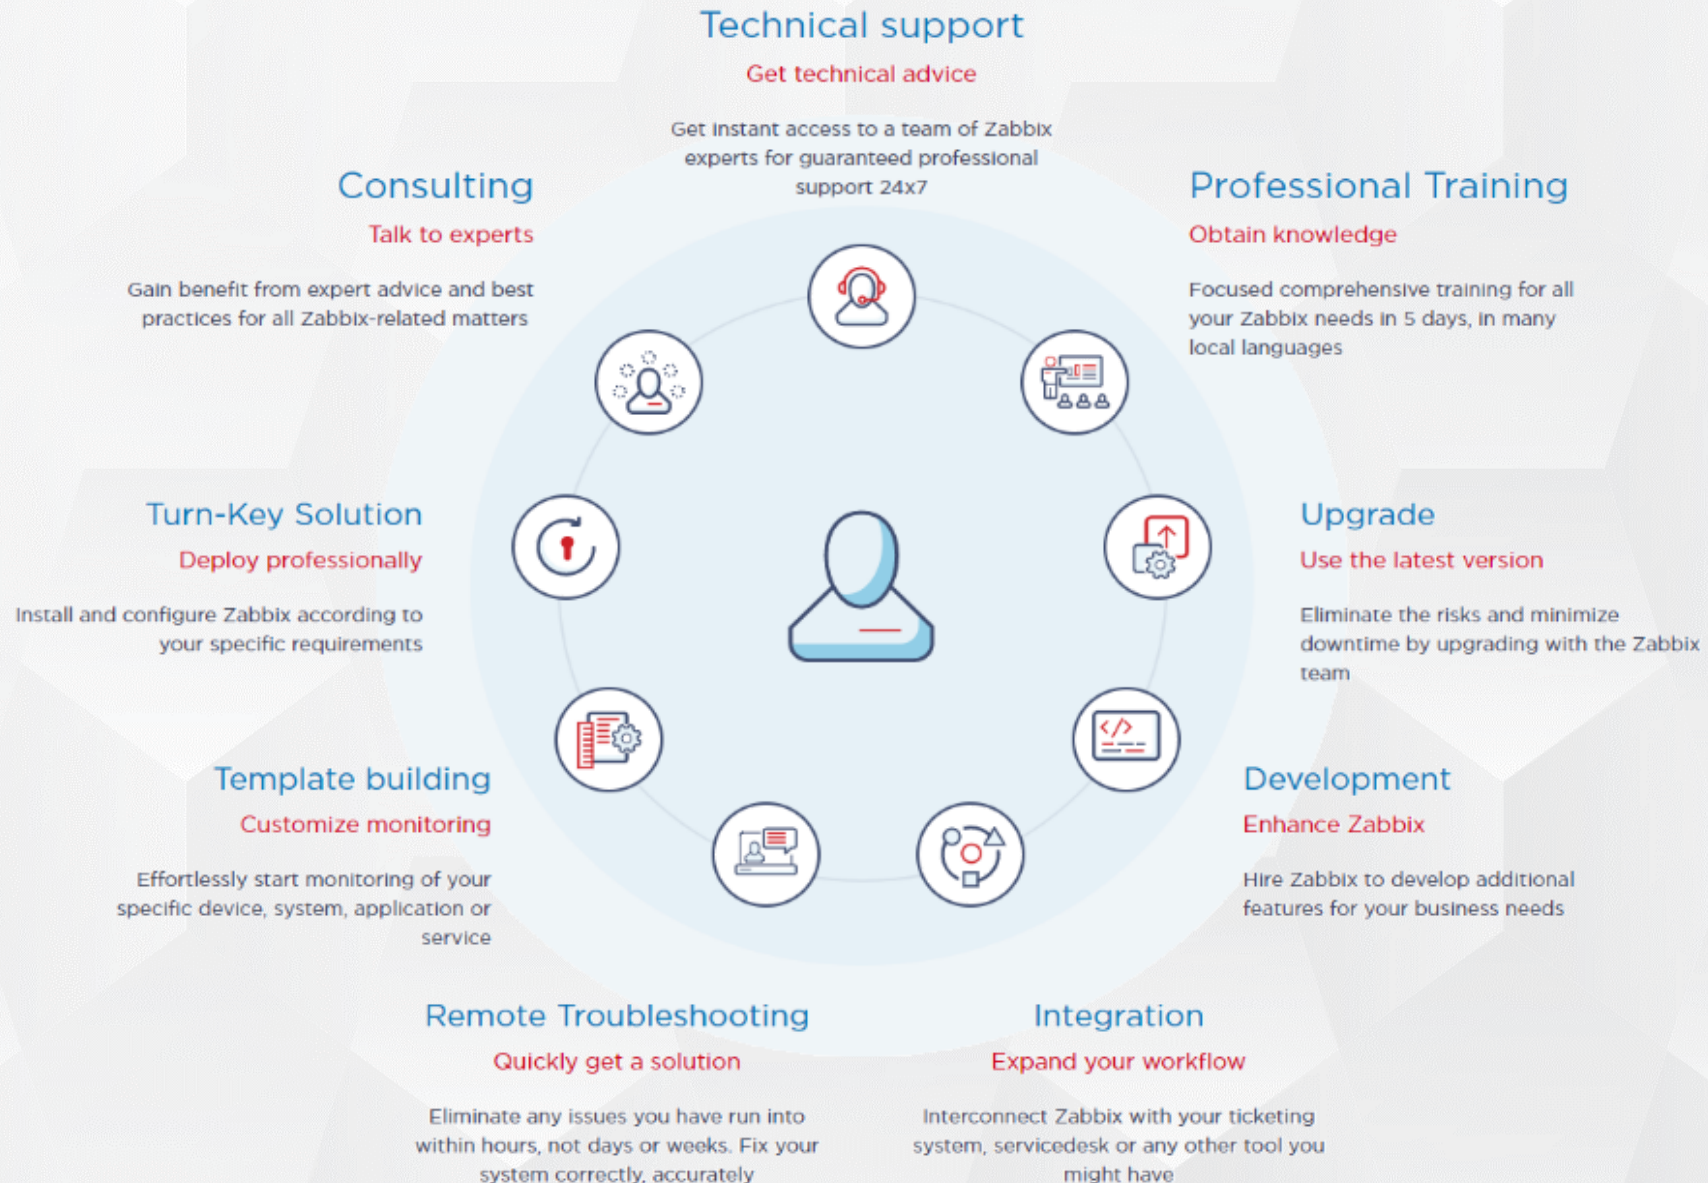 Technical support
Get technical advice
Get instant access to a team of Zabbix
experts for guaranteed professional
support 24x7
Consulting
Talk to experts
Gain benefit from expert advice and best
practices for all Zabbix-related matters
Professional Training
Obtain knowledge
Focused comprehensive training for all
your Zabbix needs in 5 days, in many
local languages
Turn-Key Solution
Deploy professionally
Install and configure Zabbix according to
your specific requirements
Upgrade
Use the latest version
Eliminate the risks and minimize
downtime by upgrading with the Zabbix
team
Template building
Customize monitoring
Effortlessly start monitoring of your
specific device, system, application or
service
Development
Enhance Zabbix
Hire Zabbix to develop additional
features for your business needs
Remote Troubleshooting
Quickly get a solution
Eliminate any issues you have run into
within hours, not days or weeks. Fix your
system correctly, accurately
Integration
Expand your workflow
Interconnect Zabbix with your ticketing
system, servicedesk or any other tool you
might have